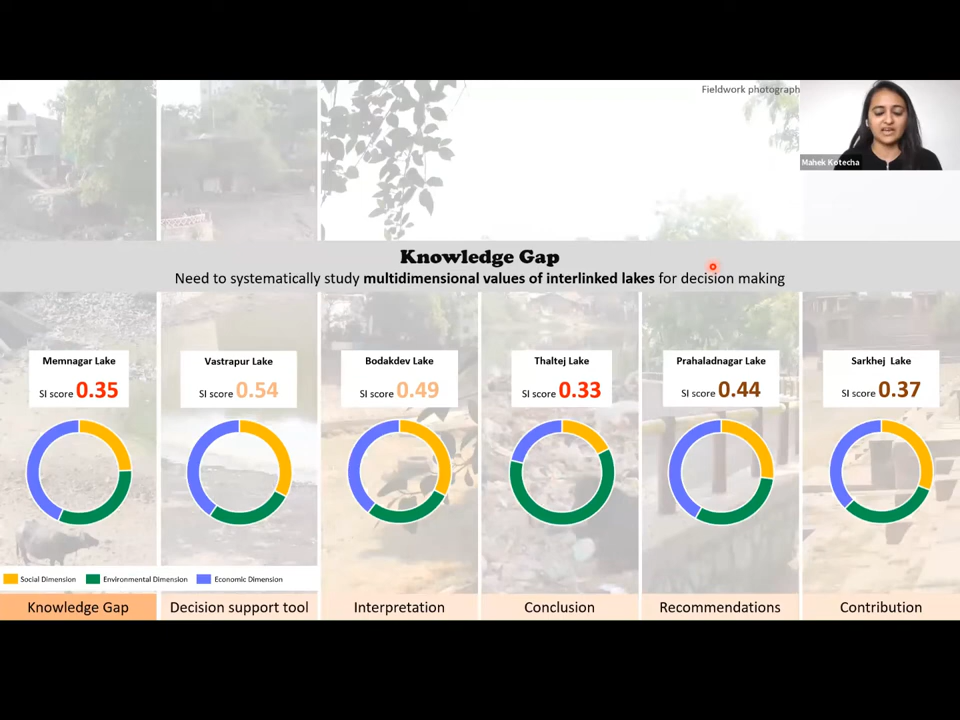 Fieldwork photograph
Mahek Kotecha
Knowledge Gap
Need to systematically study multidimensional values of interlinked lakes for decision making
Memnagar Lake
SI score 0.35
Vastrapur Lake
SI score 0.54
Bodakdev Lake
SI score 0.49
Thaltej Lake
SI score 0.33
Prahaladnagar Lake
SI score 0.44
Sarkhej Lake
SI score 0.37
Social Dimension Environmental Dimension Economic Dimension
Knowledge Gap Decision support tool Interpretation Conclusion Recommendations Contribution